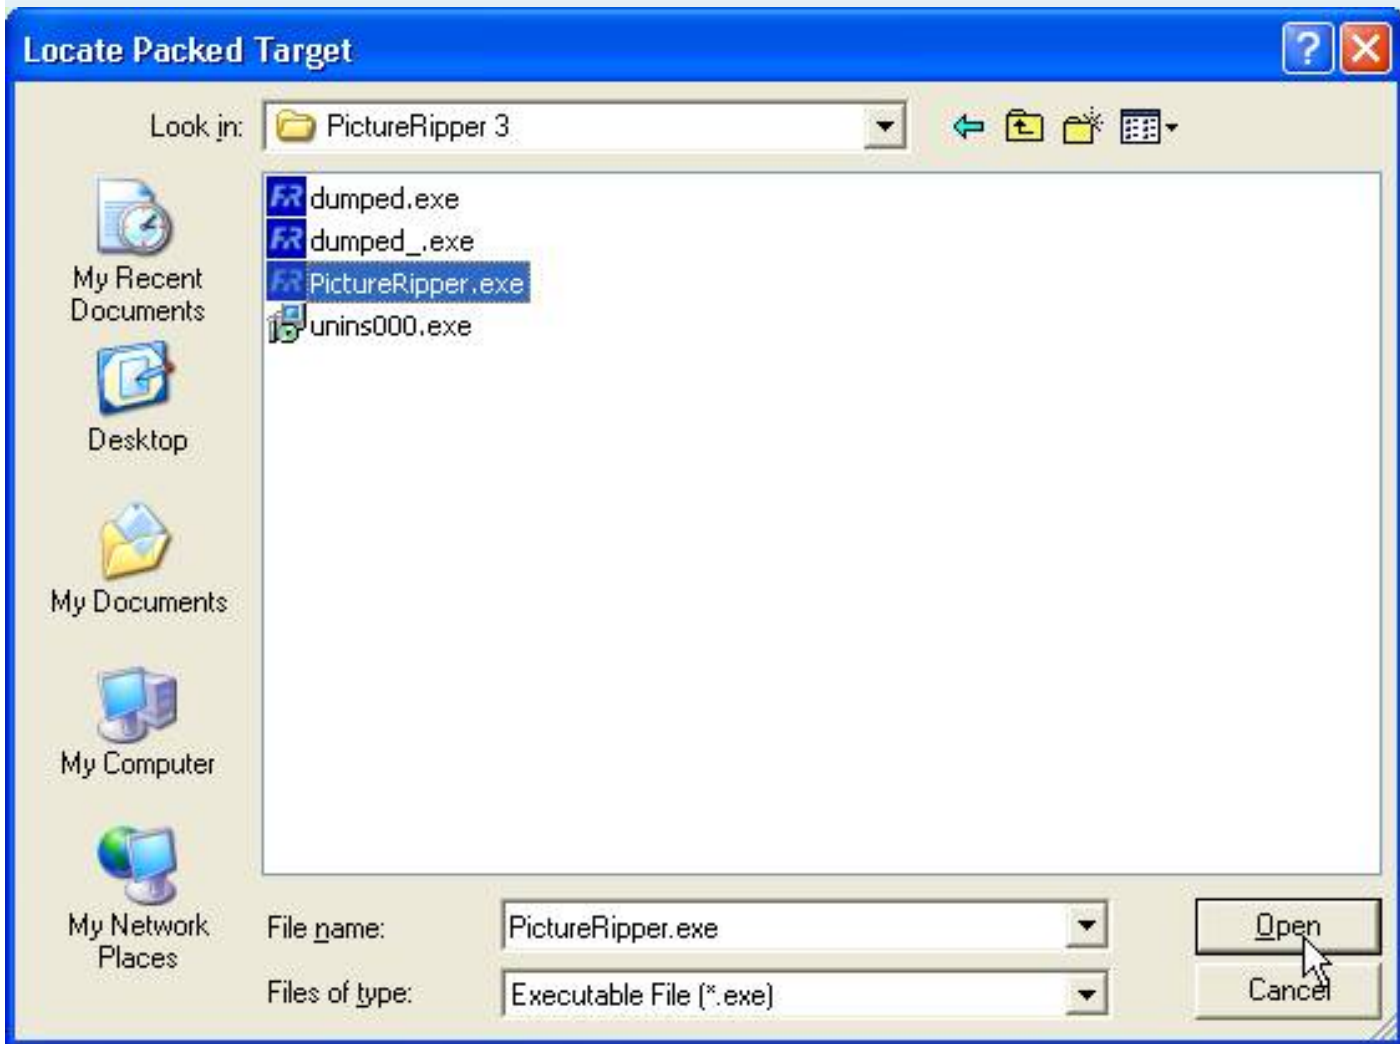 Locate Packed Target
Look in:
PictureRipper 3
dumped.exe
dumped_.exe
PictureRipper.exe
unins000.exe
My Recent
Documents
Desktop
My Documents
My Computer
My Network
Places
File name:
PictureRipper.exe
Open
Files of type:
Executable File (*.exe)
Cancel